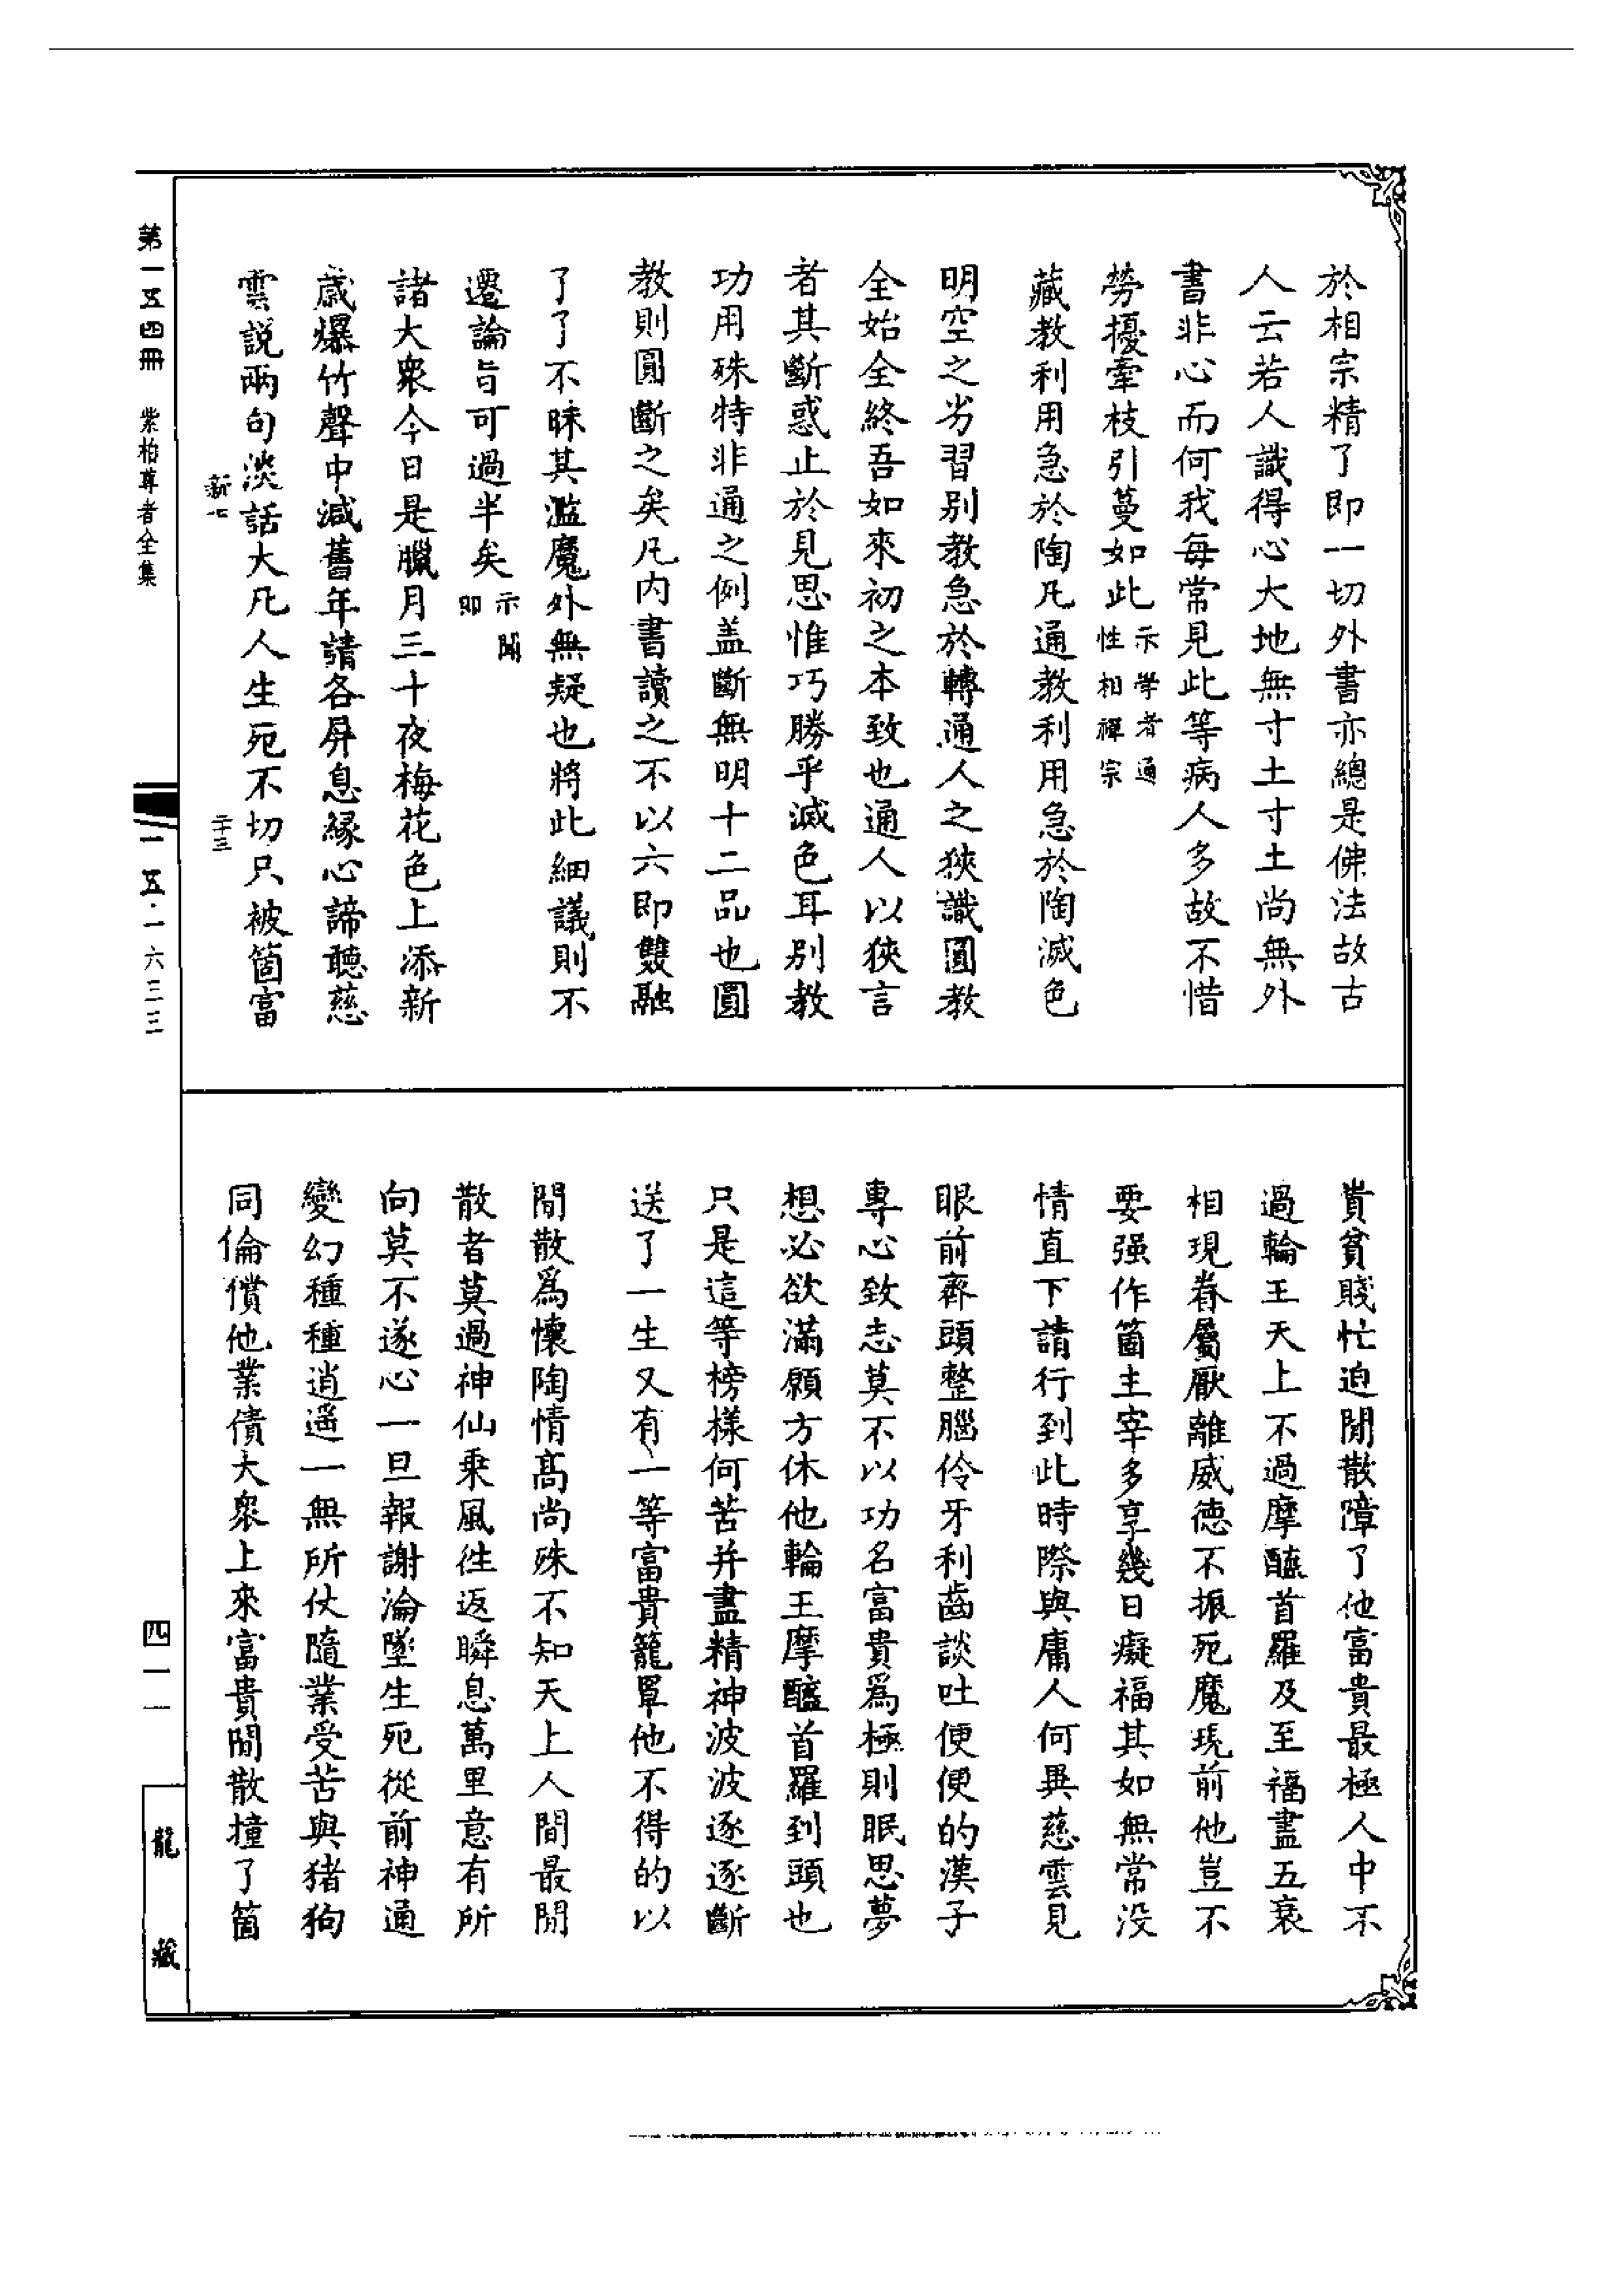 於相宗精了即一切外書亦總是佛法故古
人云若人識得心大地無寸土寸土尚無外
書非心而何我每常見此等病人多故不惜
勞擾牽枝引蔓如此示學者通
性相禪宗
藏教利用急於陶凡通教利用急於陶滅色
明空之劣習別教急於轉通人之狹識圓教
全始全終吾如來初之本致也通人以狹言
者其斷惑止於見思惟巧勝乎滅色耳別教
功用殊特非通之例盖斷無明十二品也圓
教則圓斷之矣凡內書讀之不以六即雙融
了了不昧其濫魔外無疑也將此細議則不
遷論旨可過半矣示聞
即
諸大衆今日是臘月三十夜梅花色上添新
歲爆竹聲中減舊年請各屏息緣心諦聽慈
雲説兩句淡話大凡人生死不切只被箇富
新七
二十三
貴貧賤忙迫閒散障了他富貴最極人中不
過輪王天上不過摩醯首羅及至福盡五衰
相現眷屬厭離威德不振死魔現前他豈不
要强作箇主宰多享幾日癡福其如無常没
情直下請行到此時際與庸人何異慈雲見
眼前齊頭整腦伶牙利齒談吐便便的漢子
專心致志莫不以功名富貴爲極則眠思夢
想必欲滿願方休他輪王摩醯首羅到頭也
只是這等榜樣何苦并盡精神波波逐逐斷
送了一生又有一等富貴籠罩他不得的以
閒散爲懷陶情高尚殊不知天上人間最閒
散者莫過神仙乘風徃返瞬息萬里意有所
向莫不遂心一旦報謝淪墜生死從前神通
變幻種種逍遥一無所仗隨業受苦與猪狗
同倫償他業債大衆上來富貴閒散撞了箇
第一五四冊 紫柏尊者全集
一五·一六三三
四一一
龍藏